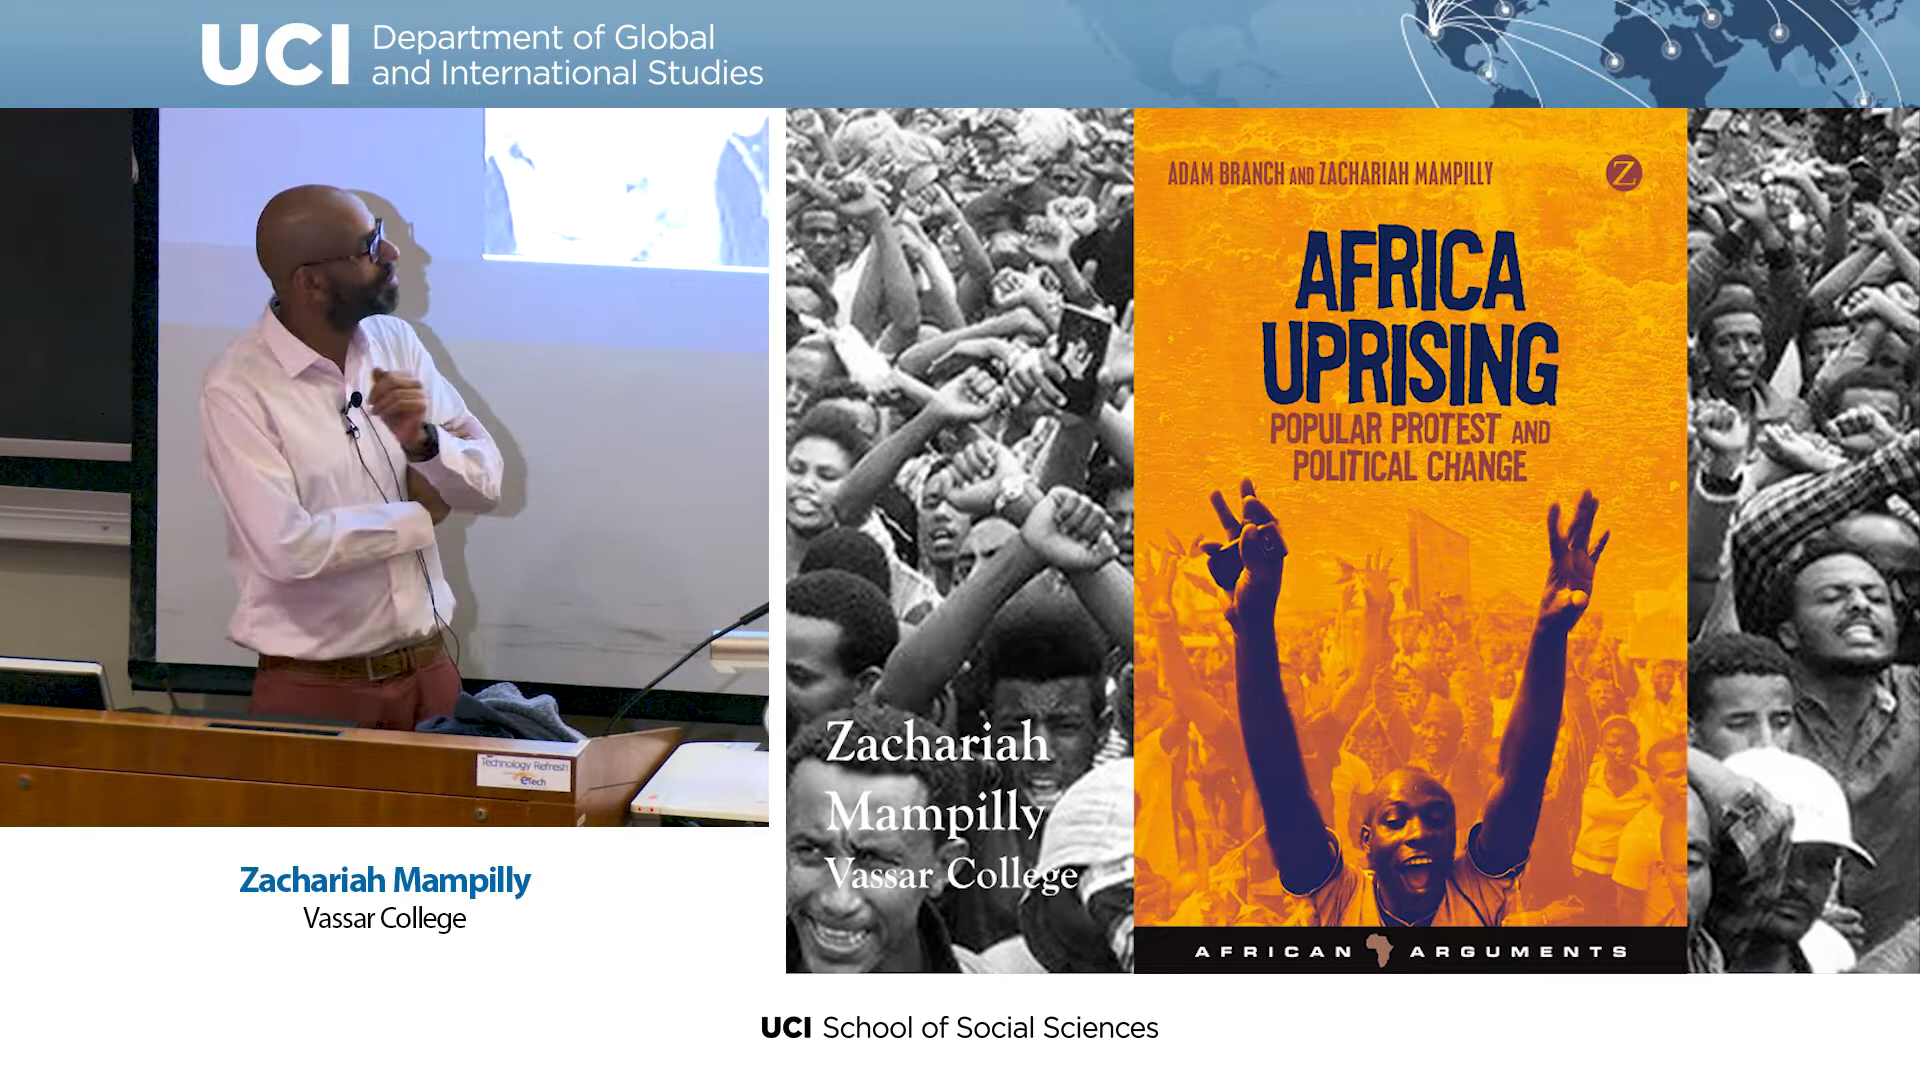 UCI Department of Global
and International Studies
ADAM BRANCH AND ZACHARIAH MAMPILLY
Z
AFRICA
UPRISING
POPULAR PROTEST AND
POLITICAL CHANGE
Zachariah
Mampilly
Vassar College
AFRICAN ARGUMENTS
Technology Refresh
eTech
Zachariah Mampilly
Vassar College
UCI School of Social Sciences